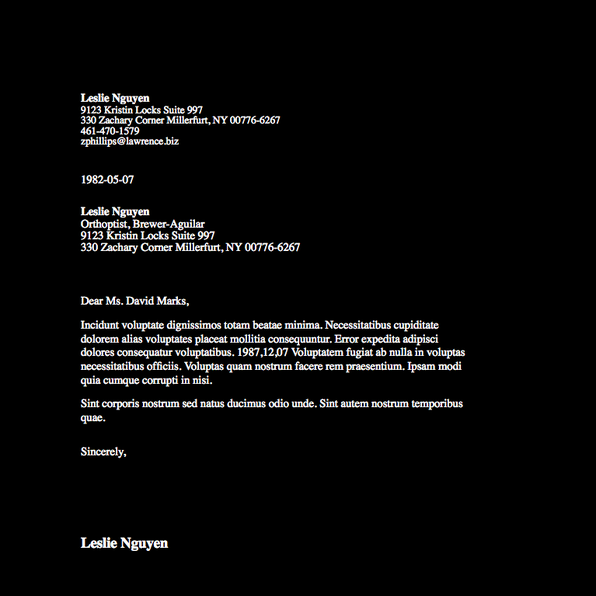 Leslie Nguyen
9123 Kristin Locks Suite 997
330 Zachary Corner Millerfurt, NY 00776-6267
461-470-1579
zphillips@lawrence.biz
1982-05-07
Leslie Nguyen
Orthoptist, Brewer-Aguilar
9123 Kristin Locks Suite 997
330 Zachary Corner Millerfurt, NY 00776-6267
Dear Ms. David Marks,
Incidunt voluptate dignissimos totam beatae minima. Necessitatibus cupiditate
dolorem alias voluptates placeat mollitia consequuntur. Error expedita adipisci
dolores consequatur voluptatibus. 1987,12,07 Voluptatem fugiat ab nulla in voluptas
necessitatibus officiis. Voluptas quam nostrum facere rem praesentium. Ipsam modi
quia cumque corrupti in nisi.
Sint corporis nostrum sed natus ducimus odio unde. Sint autem nostrum temporibus
quae.
Sincerely,
Leslie Nguyen